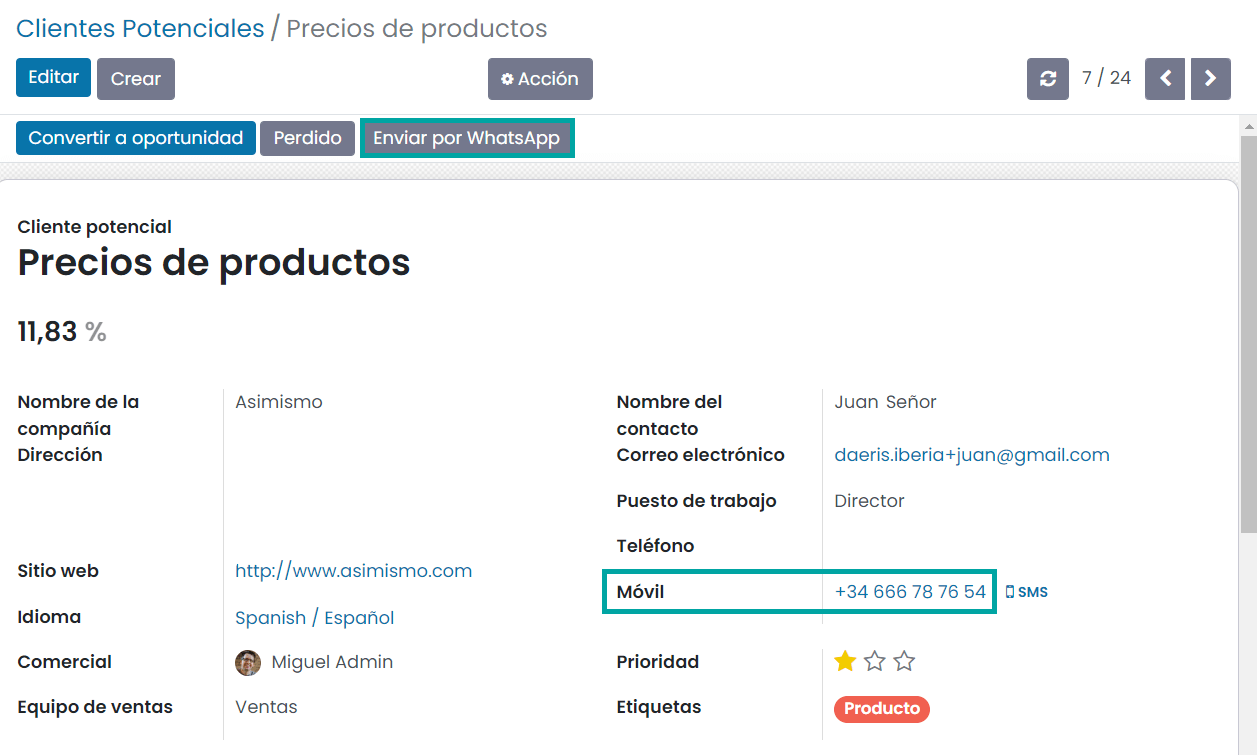 Clientes Potenciales / Precios de productos
Editar Crear Acción 7 / 24
Convertir a oportunidad Perdido Enviar por WhatsApp
Cliente potencial
Precios de productos
11,83 %
Nombre de la compañía Asimismo
Dirección
Sitio web http://www.asimismo.com
Idioma Spanish / Español
Comercial Miguel Admin
Equipo de ventas Ventas
Nombre del contacto Juan Señor
Correo electrónico daeris.iberia+juan@gmail.com
Puesto de trabajo Director
Teléfono
Móvil +34 666 78 76 54 SMS
Prioridad
Etiquetas Producto